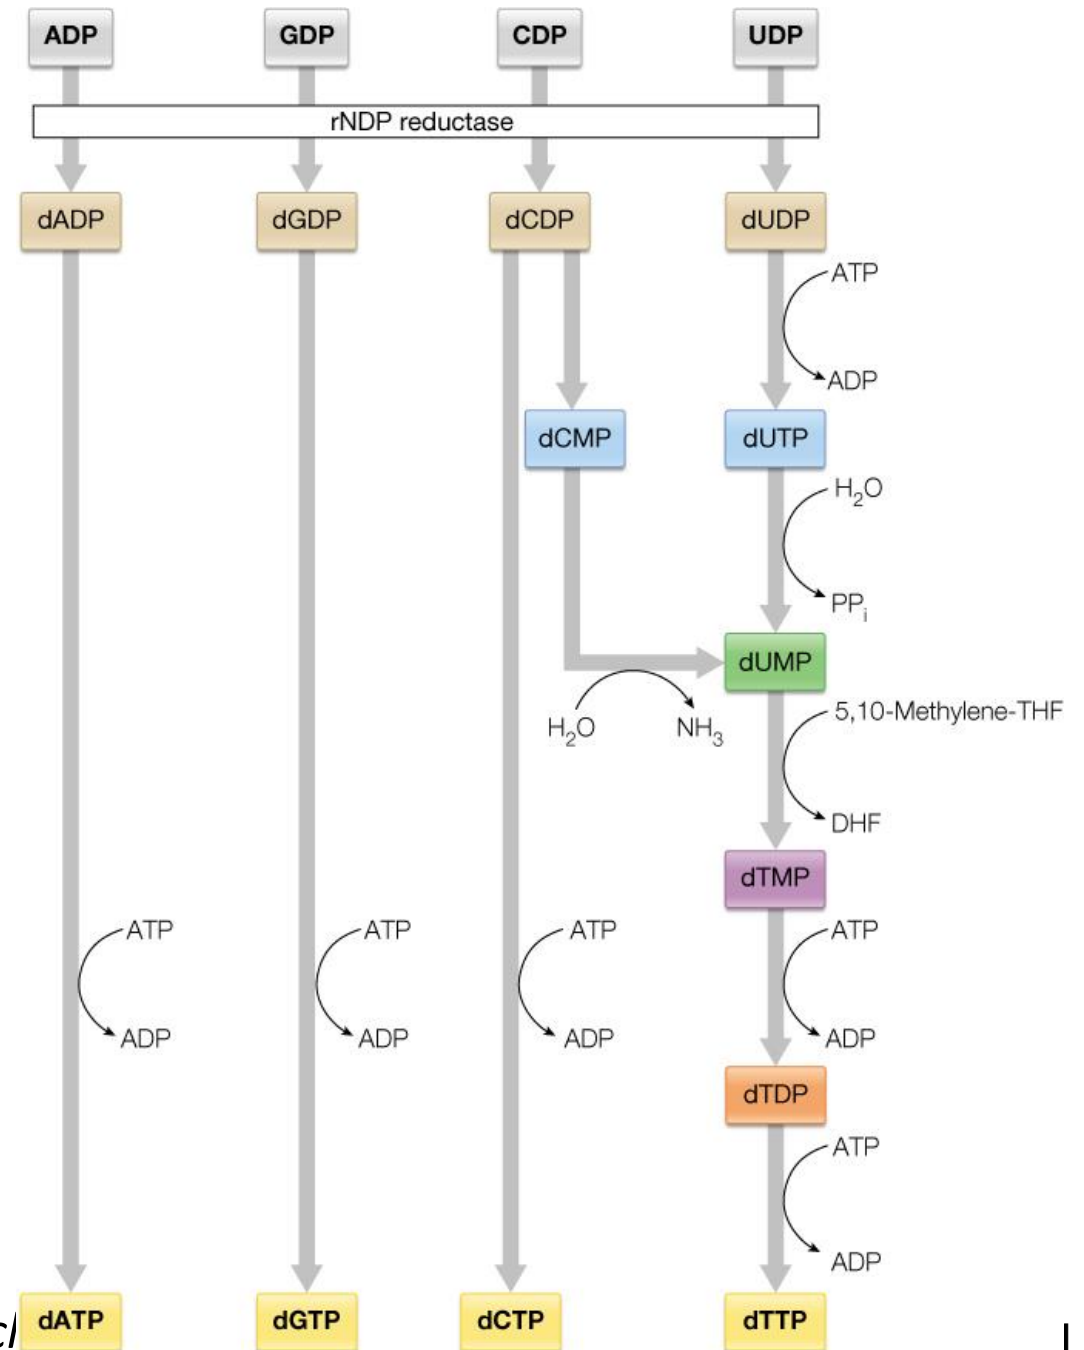 ADP GDP CDP UDP
rNDP reductase
dADP dGDP dCDP dUDP
ATP
ADP
dCMP dUTP
H₂O
PPᵢ
dUMP
H₂O NH₃
5,10-Methylene-THF
DHF
dTMP
ATP ATP ATP ATP
ADP ADP ADP ADP
dTDP
ATP
ADP
dATP dGTP dCTP dTTP